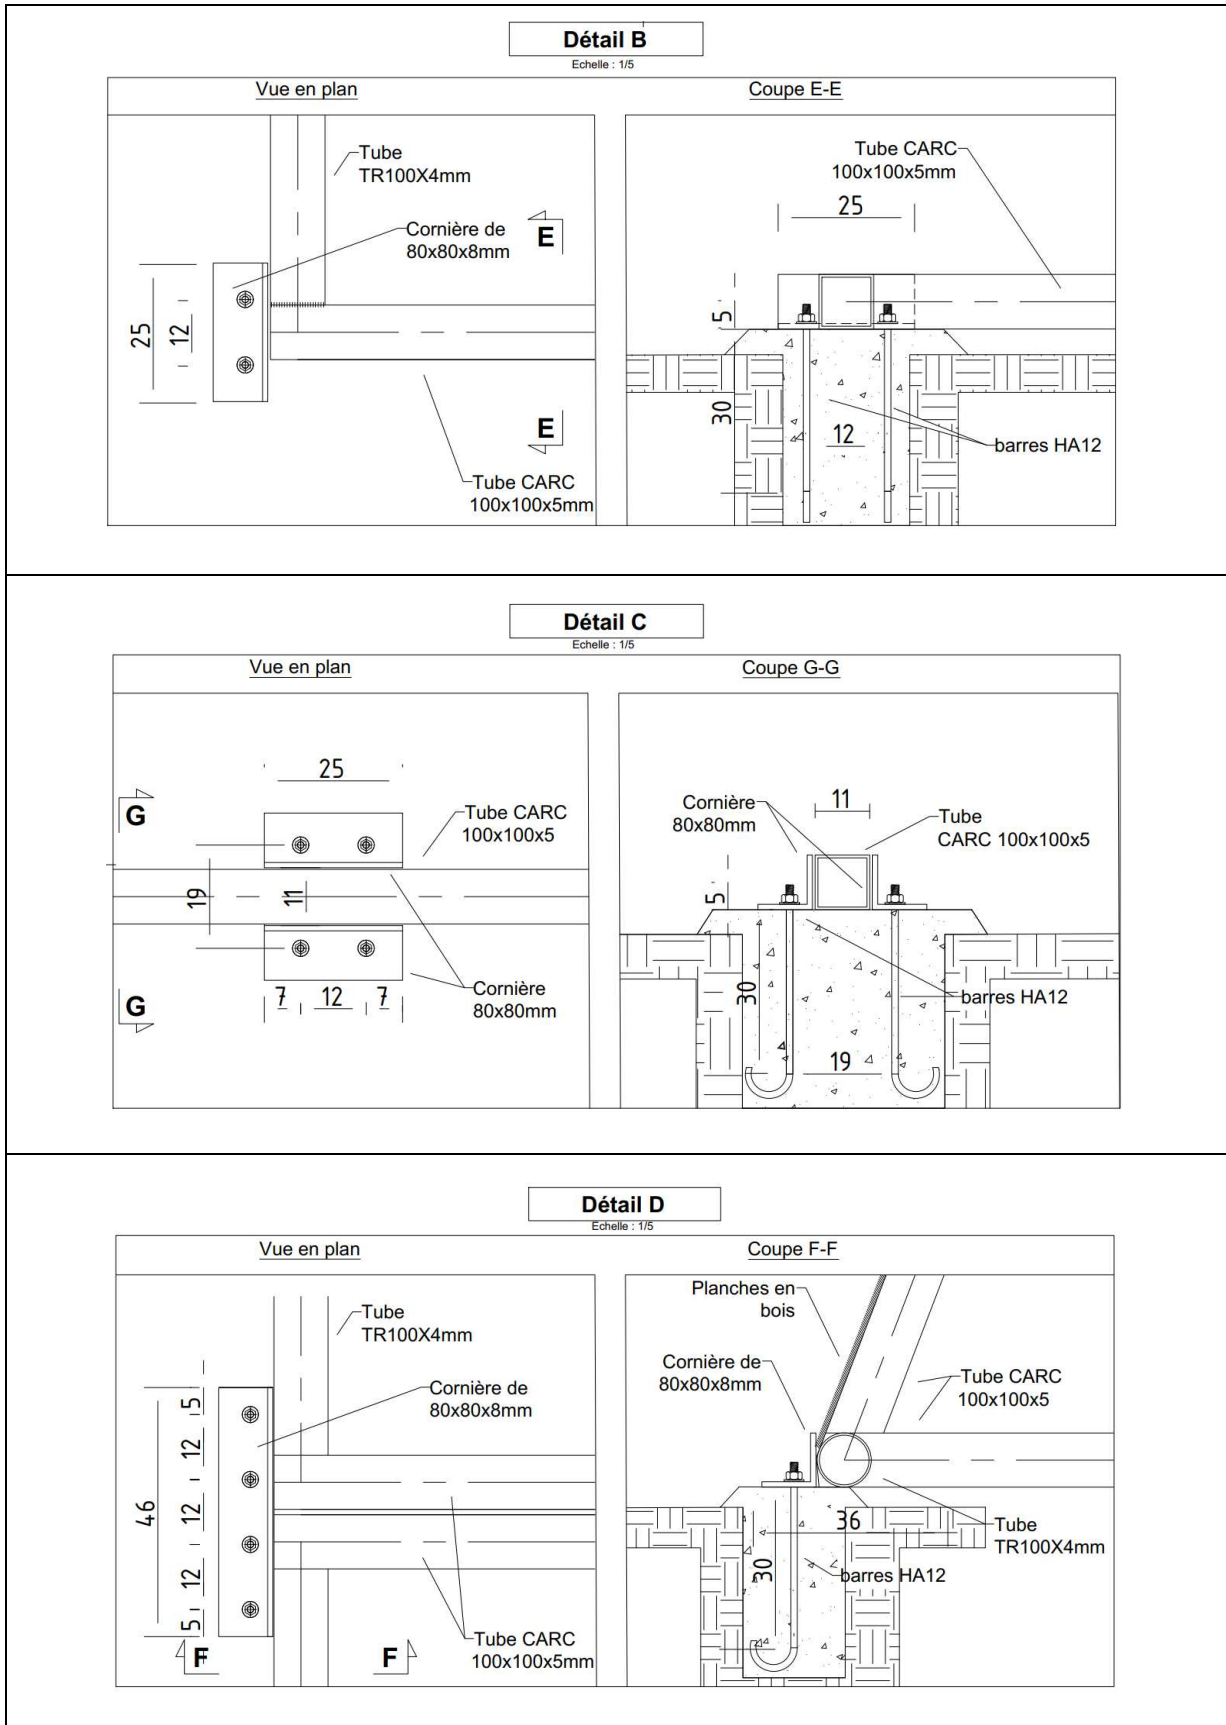 Détail B
Echelle : 1/5
Vue en plan
Tube
TR100X4mm
Cornière de
80x80x8mm
E
25
12
E
Tube CARC
100x100x5mm
Coupe E-E
Tube CARC
100x100x5mm
25
5
30
12
barres HA12
Détail C
Echelle : 1/5
Vue en plan
25
G
Tube CARC
100x100x5
19
11
Cornière
80x80mm
G
7
12
7
Coupe G-G
Cornière
80x80mm
11
Tube
CARC 100x100x5
5
30
barres HA12
19
Détail D
Echelle : 1/5
Vue en plan
Tube
TR100X4mm
Cornière de
80x80x8mm
5
12
46
12
12
5
F
F
Tube CARC
100x100x5mm
Coupe F-F
Planches en
bois
Cornière de
80x80x8mm
Tube CARC
100x100x5
36
Tube
TR100X4mm
30
barres HA12